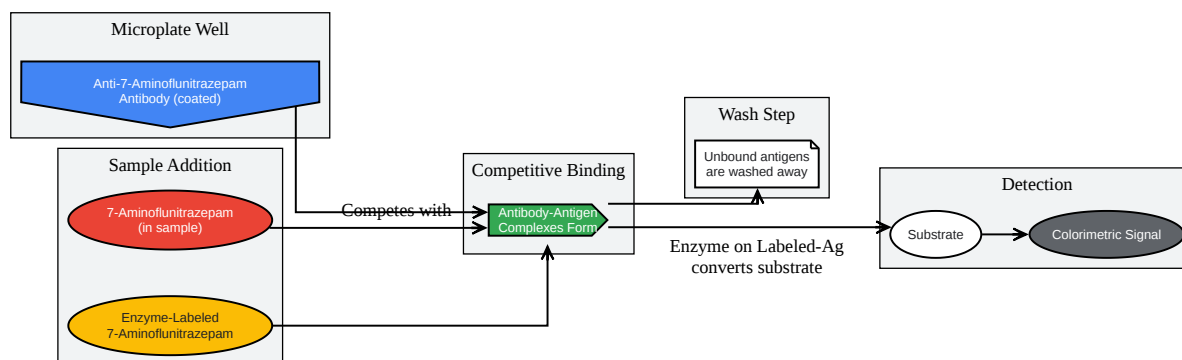 Microplate Well
Anti-7-Aminoflunitrazepam
Antibody (coated)
Sample Addition
7-Aminoflunitrazepam
(in sample)
Enzyme-Labeled
7-Aminoflunitrazepam
Competes with
Competitive Binding
Antibody-Antigen
Complexes Form
Wash Step
Unbound antigens
are washed away
Enzyme on Labeled-Ag
converts substrate
Detection
Substrate
Colorimetric Signal